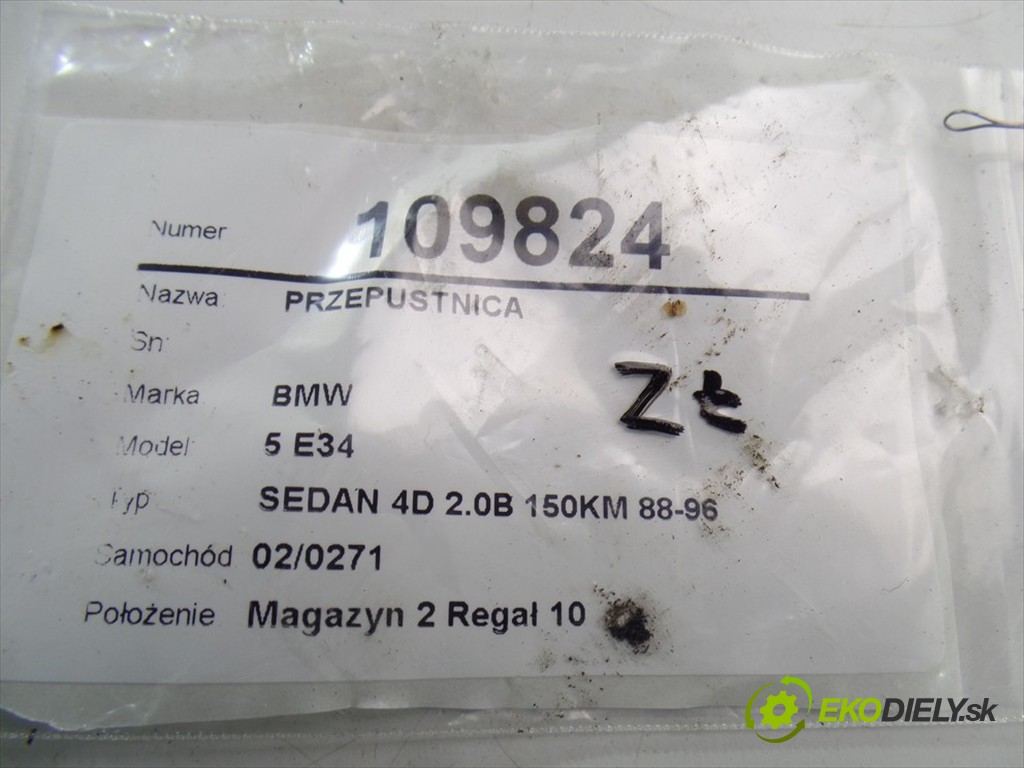 Numer 109824
Nazwa: PRZEPUSTNICA
Sn:
Marka BMW
Model: 5 E34
Typ SEDAN 4D 2.0B 150KM 88-96
Samochód 02/0271
Położenie Magazyn 2 Regał 10
EKODIELY.sk